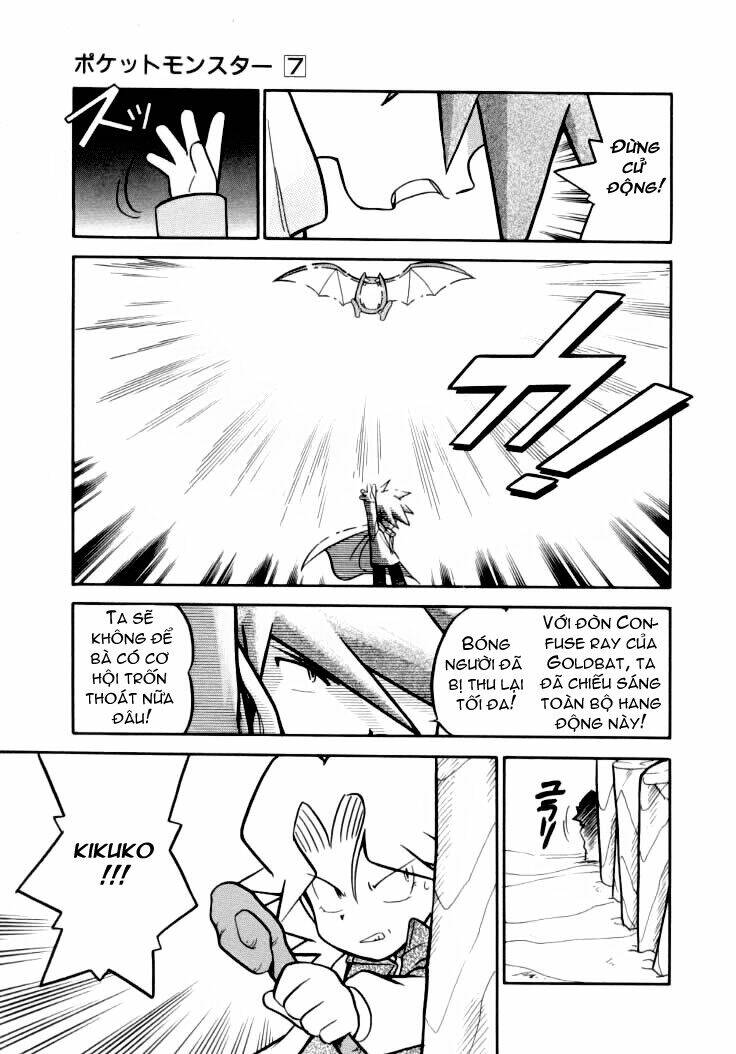 ポケットモンスター 7
Đừng
cử
động!
スッ
カッ!
Với đòn Con-
fuse ray của
Goldbat, ta
đã chiếu sáng
toàn bộ hang
động này!
Bóng
người đã
bị thu lại
tối đa!
Ta sẽ
không để
bà có cơ
hội trốn
thoát nữa
đâu!
ユラリ
Kikuko
!!!